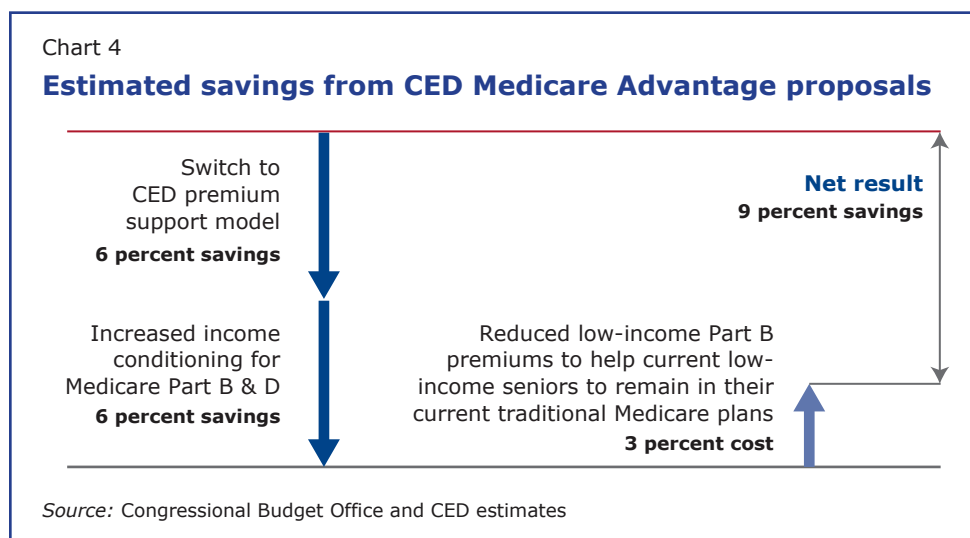 Chart 4
Estimated savings from CED Medicare Advantage proposals
Switch to
CED premium
support model
6 percent savings
Net result
9 percent savings
Increased income
conditioning for
Medicare Part B & D
6 percent savings
Reduced low-income Part B
premiums to help current low-
income seniors to remain in their
current traditional Medicare plans
3 percent cost
Source: Congressional Budget Office and CED estimates